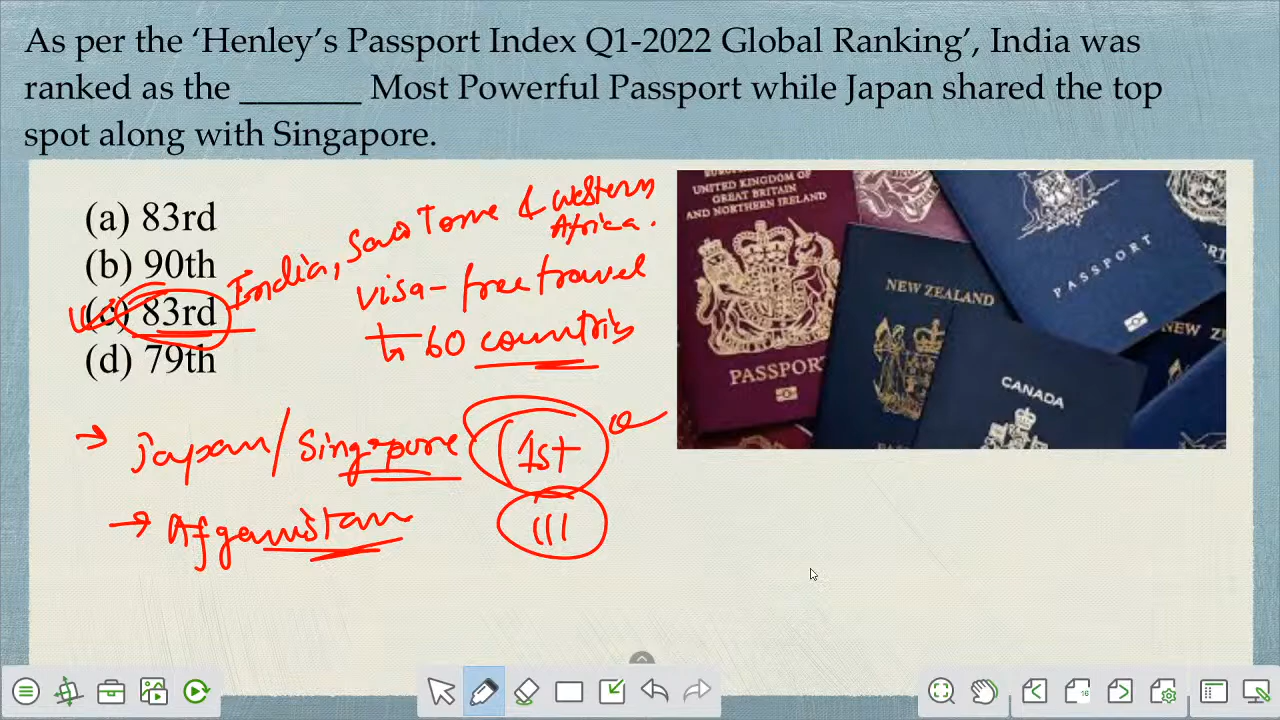 As per the ‘Henley’s Passport Index Q1-2022 Global Ranking’, India was
ranked as the _______ Most Powerful Passport while Japan shared the top
spot along with Singapore.
(a) 83rd
(b) 90th
(c) 83rd
(d) 79th
India, Sao Tome & western
Africa.
visa-free travel
to 60 countris
→ Japan/Singapore 1st
→ Afganistan 111
UNITED KINGDOM OF
GREAT BRITAIN
AND NORTHERN IRELAND
PASSPORT
NEW ZEALAND
CANADA
PASSPORT
NEW
16